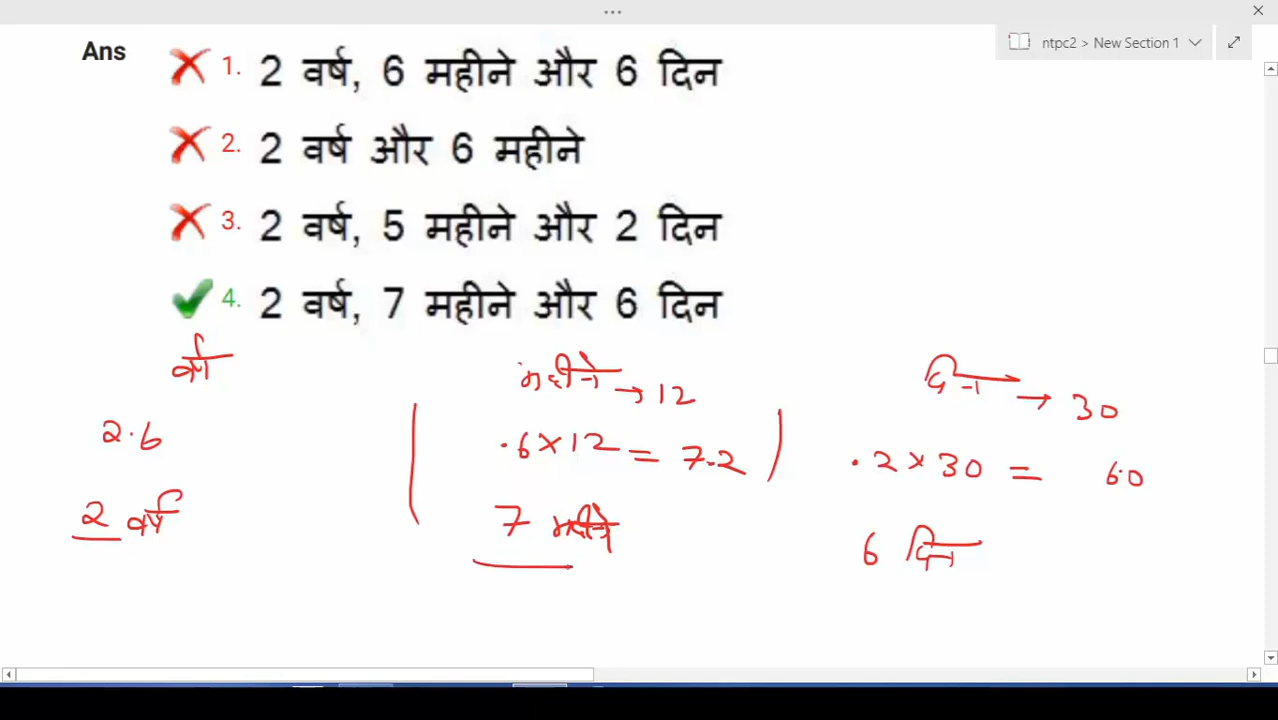 ntpc2 > New Section 1
Ans
1. 2 वर्ष, 6 महीने और 6 दिन
2. 2 वर्ष और 6 महीने
3. 2 वर्ष, 5 महीने और 2 दिन
4. 2 वर्ष, 7 महीने और 6 दिन
वर्ष
महीने → 12
दिन → 30
2.6
.6×12 = 7.2
.2×30 = 6.0
2 वर्ष
7 महीने
6 दिन